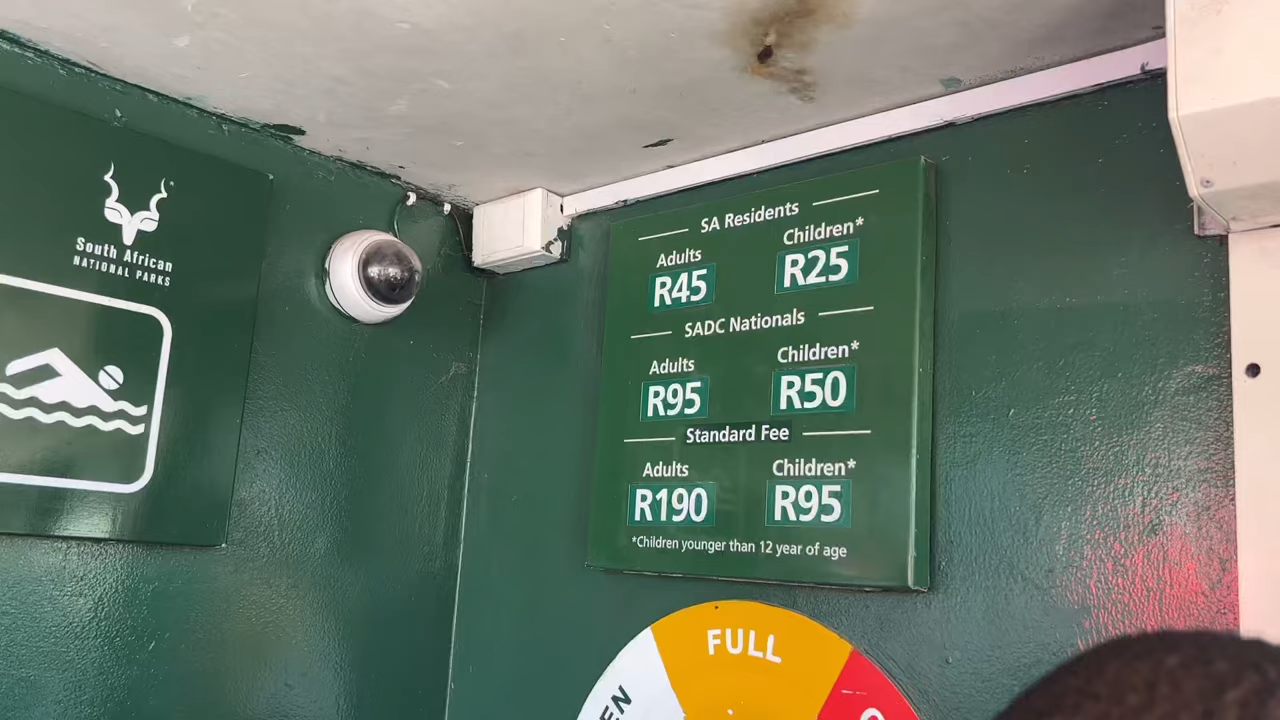 South African
NATIONAL PARKS
SA Residents
Adults Children*
R45 R25
SADC Nationals
Adults Children*
R95 R50
Standard Fee
Adults Children*
R190 R95
*Children younger than 12 year of age
FULL